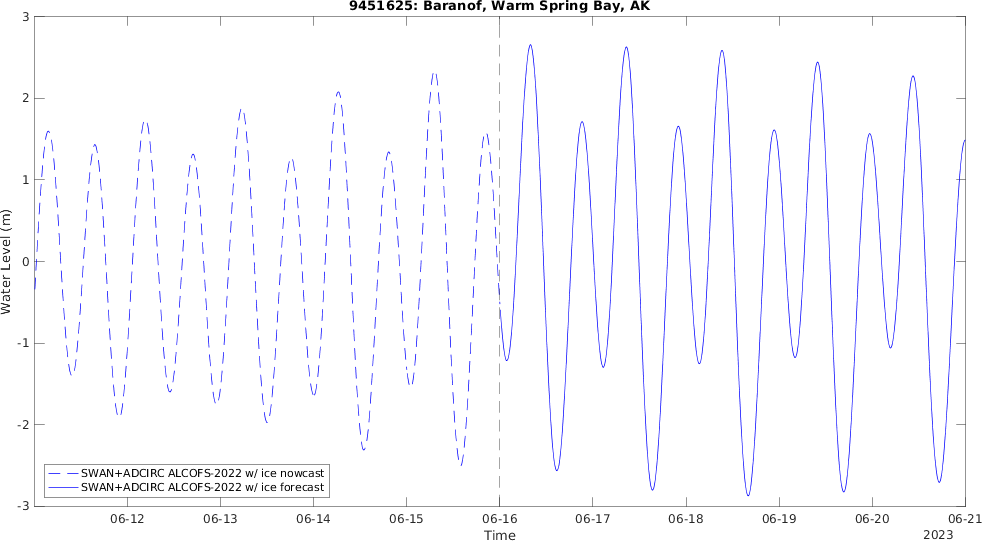 9451625: Baranof, Warm Spring Bay, AK
3
2
1
0
-1
-2
-3
Water Level (m)
SWAN+ADCIRC ALCOFS-2022 w/ ice nowcast
SWAN+ADCIRC ALCOFS-2022 w/ ice forecast
06-12 06-13 06-14 06-15 06-16 06-17 06-18 06-19 06-20 06-21
Time
2023